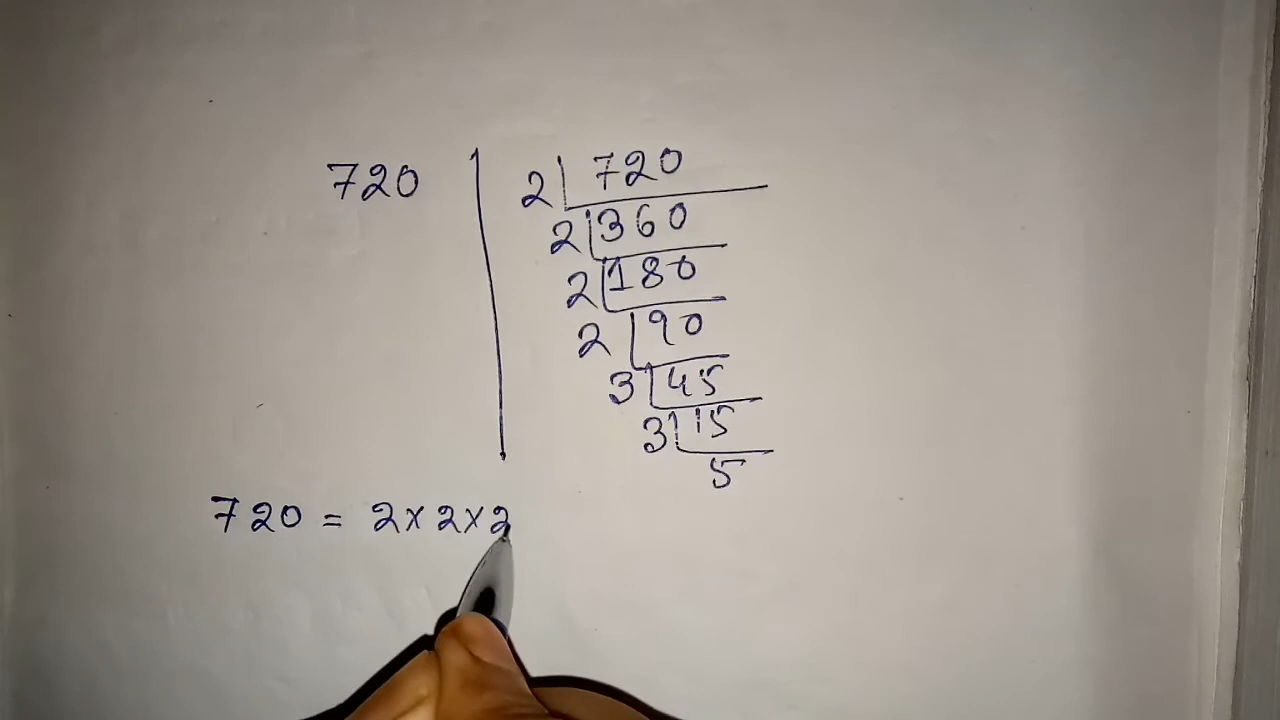 720
2 | 720
2 | 360
2 | 180
2 | 90
3 | 45
3 | 15
5
720 = 2 × 2 × 2